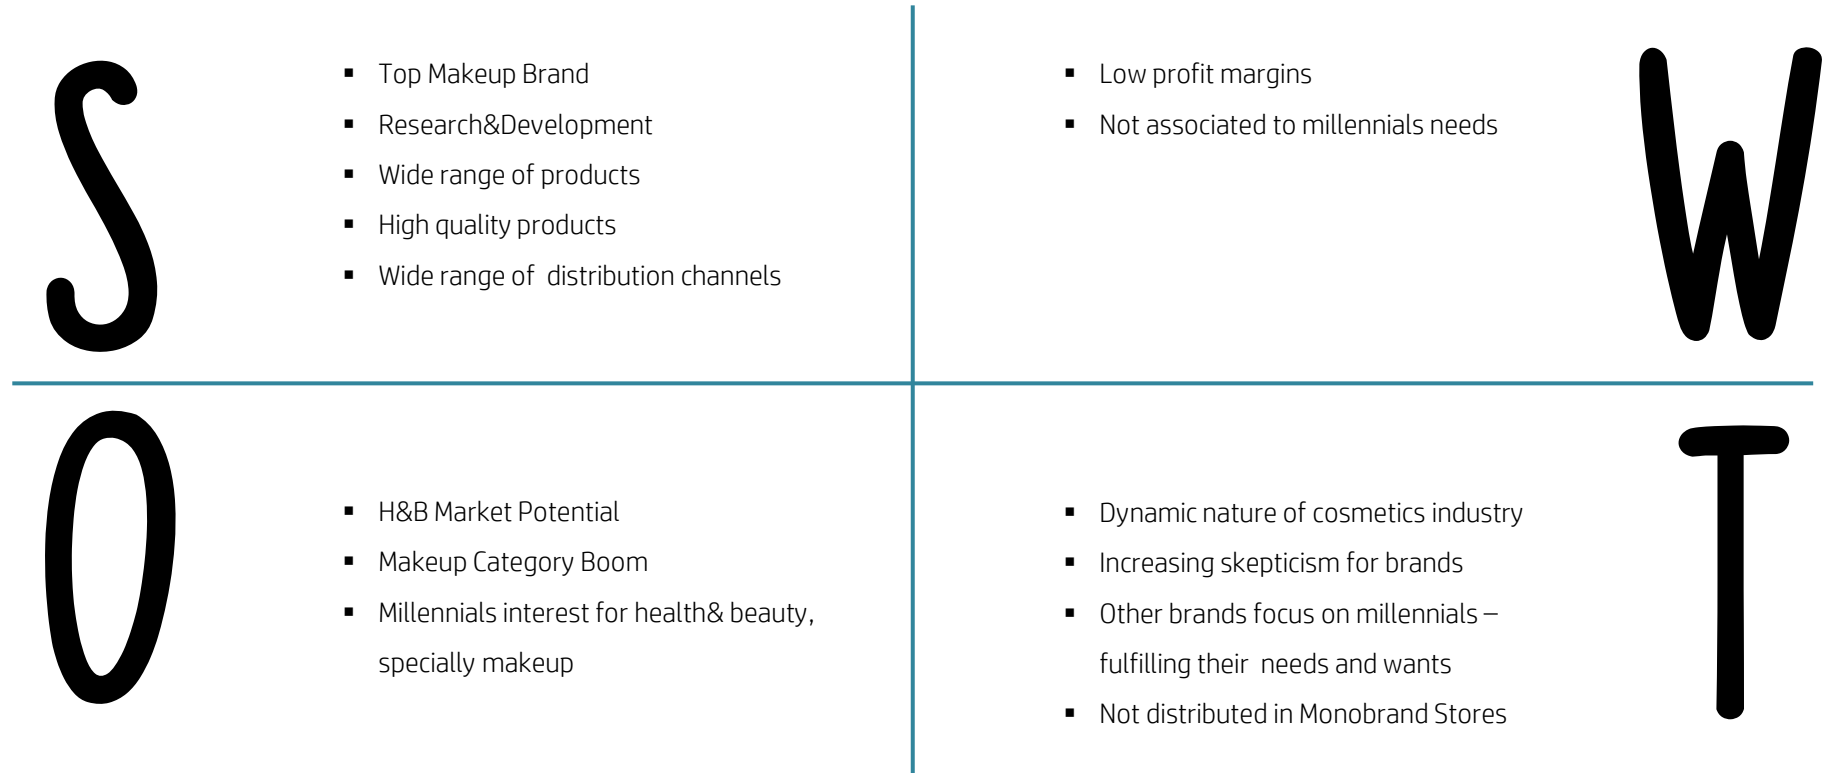 S
Top Makeup Brand
Research&Development
Wide range of products
High quality products
Wide range of  distribution channels
Low profit margins
Not associated to millennials needs
W
O
H&B Market Potential
Makeup Category Boom
Millennials interest for health& beauty,
specially makeup
Dynamic nature of cosmetics industry
Increasing skepticism for brands
Other brands focus on millennials –
fulfilling their  needs and wants
Not distributed in Monobrand Stores
T